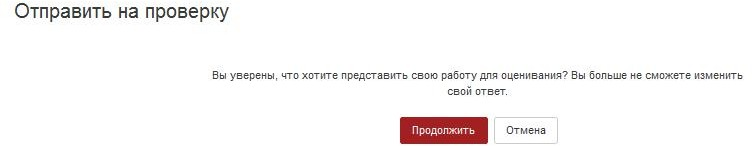 Отправить на проверку
Вы уверены, что хотите представить свою работу для оценивания? Вы больше не сможете изменить
свой ответ.
Продолжить Отмена